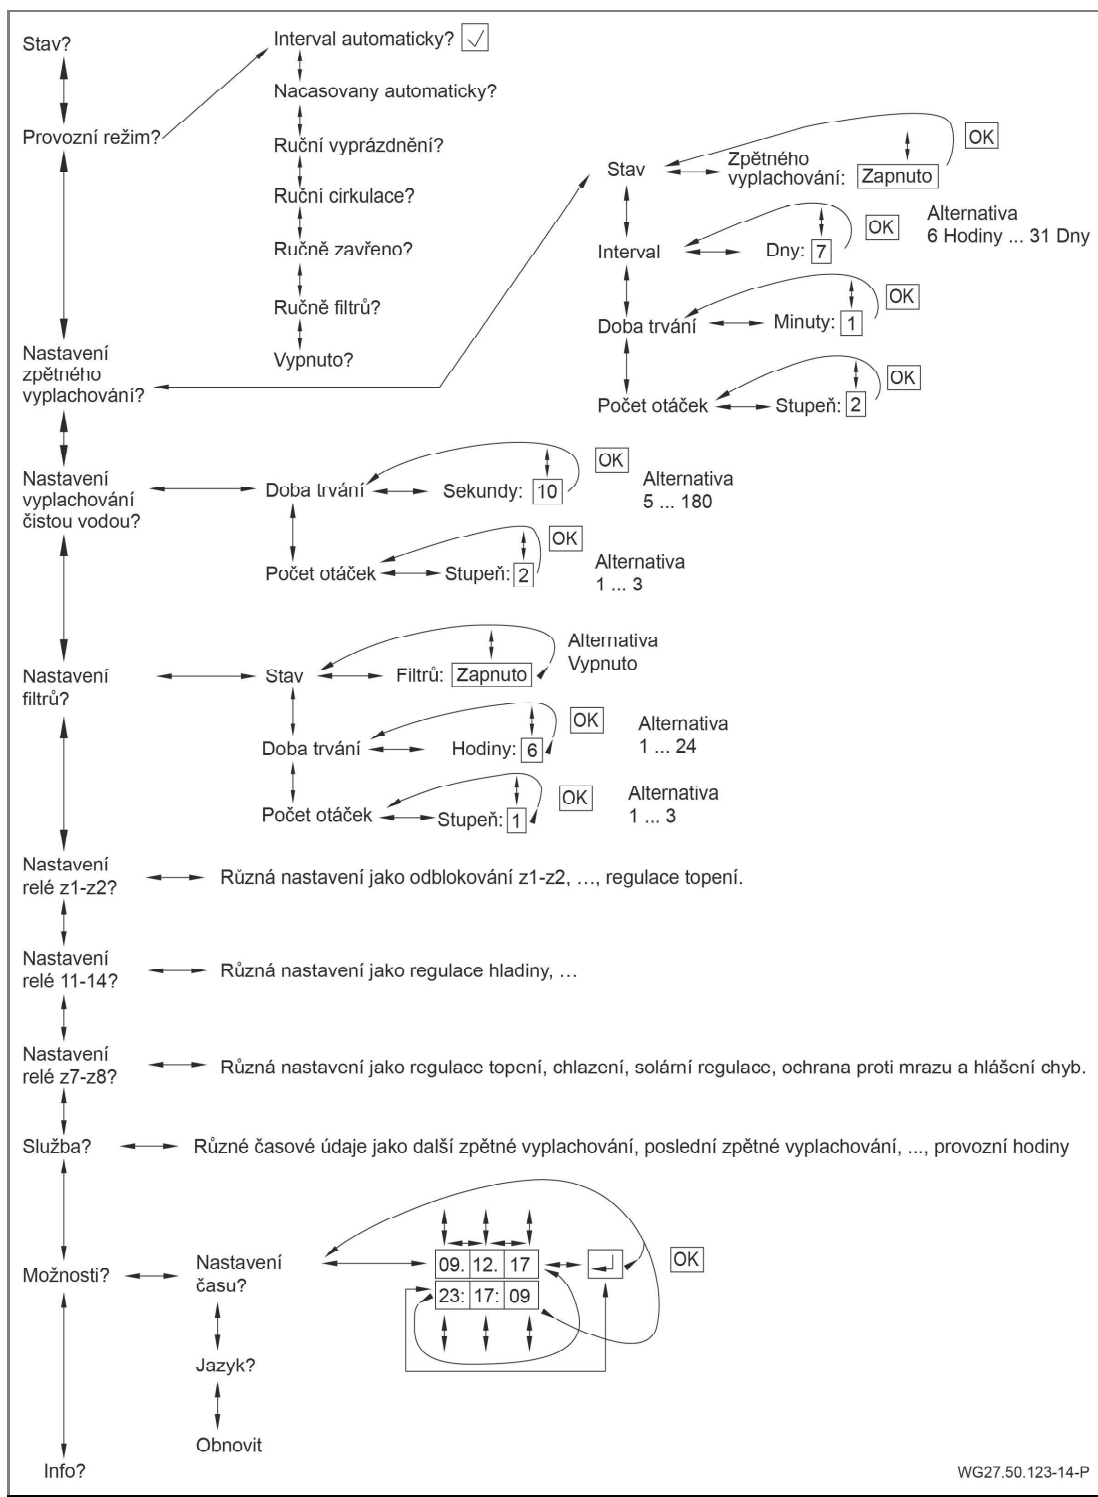 Stav?
Interval automaticky?
Nacasovany automaticky?
Provozní režim?
Ruční vyprázdnění?
Ruční cirkulace?
Ručně zavřeno?
Ručně filtrů?
Vypnuto?
Nastavení
zpětného
vyplachování?
Stav
Zpětného
vyplachování: Zapnuto
OK
Interval
Dny: 7
OK
Alternativa
6 Hodiny ... 31 Dny
Doba trvání
Minuty: 1
OK
Počet otáček
Stupeň: 2
OK
Nastavení
vyplachování
čistou vodou?
Doba trvání
Sekundy: 10
OK
Alternativa
5 ... 180
Počet otáček
Stupeň: 2
OK
Alternativa
1 ... 3
Nastavení
filtrů?
Stav
Filtrů: Zapnuto
Alternativa
Vypnuto
Doba trvání
Hodiny: 6
OK
Alternativa
1 ... 24
Počet otáček
Stupeň: 1
OK
Alternativa
1 ... 3
Nastavení
relé z1-z2?
Různá nastavení jako odblokování z1-z2, ..., regulace topení.
Nastavení
relé 11-14?
Různá nastavení jako regulace hladiny, ...
Nastavení
relé z7-z8?
Různá nastavení jako regulace topení, chlazení, solární regulace, ochrana proti mrazu a hlášení chyb.
Služba?
Různé časové údaje jako další zpětné vyplachování, poslední zpětné vyplachování, ..., provozní hodiny
Možnosti?
Nastavení
času?
09. 12. 17
23: 17: 09
OK
Jazyk?
Obnovit
Info?
WG27.50.123-14-P